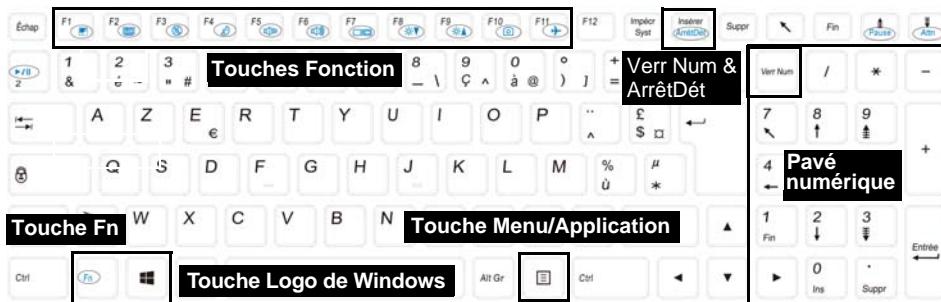 Échap F1 F2 F3 F4 F5 F6 F7 F8 F9 F10 F11 F12 Impécr Syst Insérer ArrêtDéf Suppr Fin Pause Attn
2 1 & 2 é 3 " # Touches Fonction 8 _ \ 9 Ç ^ 0 à @ ° ) ] + = Verr Num & ArrêtDét Verr Num / * -
A Z E € R T Y U I O P ¨ ^ £ $ ¤ 7 8 9 +
Q S D F G H J K L M % ù µ * 4 Pavé numérique
Touche Fn W X C V B N Touche Menu/Application 1 Fin 2 3 Entrée
Ctrl Fn Touche Logo de Windows Alt Gr Ctrl 0 Ins . Suppr